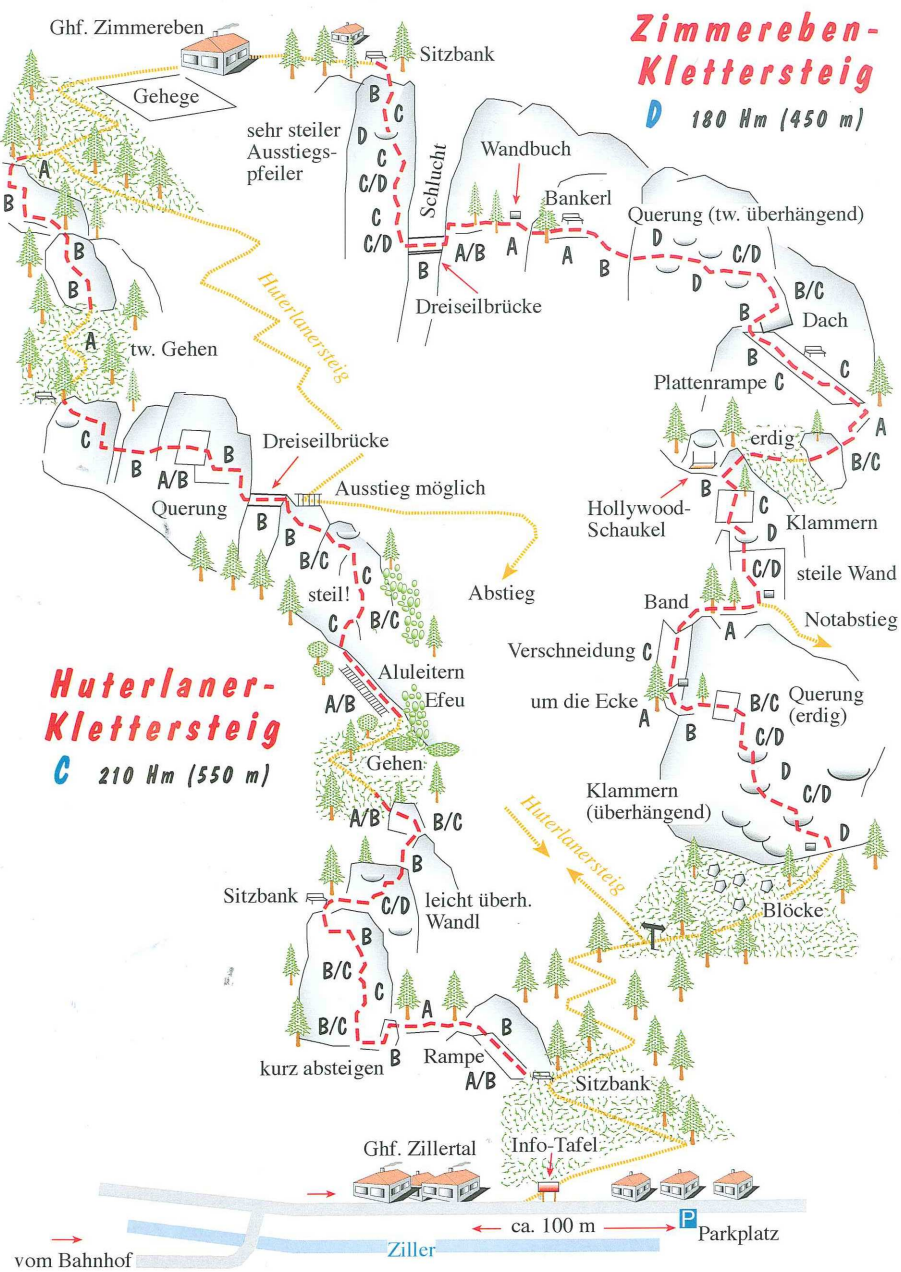 Zimmereben-
Klettersteig
D 180 Hm (450 m)
Ghf. Zimmereben
Sitzbank
Gehege
B
C
D
C
C/D
C
C/D
sehr steiler
Ausstiegs-
pfeiler
Schlucht
Wandbuch
Bankerl
Querung (tw. überhängend)
A
B
B
B
A/B
A
A
B
D
D
C/D
B/C
Dreiseilbrücke
Dach
B
B
C
C
Plattenrampe
A
B/C
erdig
Hollywood-
Schaukel
B
C
D
Klammern
C/D
steile Wand
Band
A
Notabstieg
Verschneidung
C
um die Ecke
A
B
B/C
Querung
(erdig)
C/D
D
C/D
Klammern
(überhängend)
D
Blöcke
Huterlanersteig
B
A
tw. Gehen
C
B
A/B
B
Querung
Dreiseilbrücke
B
Ausstieg möglich
B
B/C
C
steil!
C
B/C
Abstieg
Huterlaner-
Klettersteig
C 210 Hm (550 m)
Aluleitern
A/B
Efeu
Gehen
Huterlanersteig
A/B
B/C
B
Sitzbank
C/D
leicht überh.
Wandl
B
B/C
C
B/C
kurz absteigen
B
A
Rampe
A/B
B
Sitzbank
Ghf. Zillertal
Info-Tafel
ca. 100 m
P
Parkplatz
Ziller
vom Bahnhof